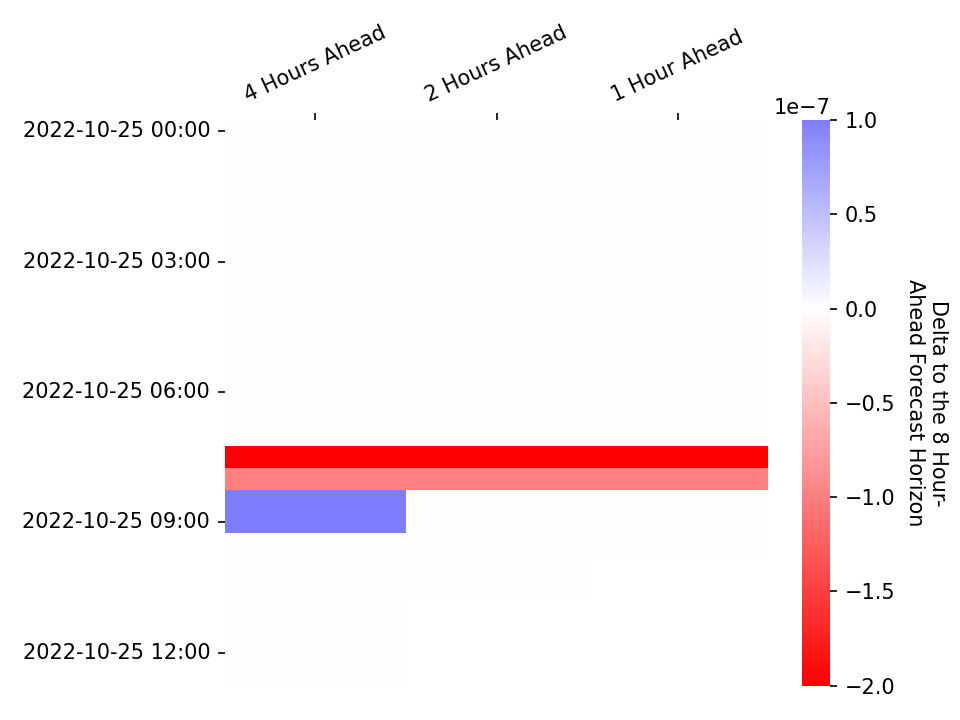 4 Hours Ahead
2 Hours Ahead
1 Hour Ahead
2022-10-25 00:00
2022-10-25 03:00
2022-10-25 06:00
2022-10-25 09:00
2022-10-25 12:00
1e−7
1.0
0.5
0.0
−0.5
−1.0
−1.5
−2.0
Delta to the 8 Hour-
Ahead Forecast Horizon